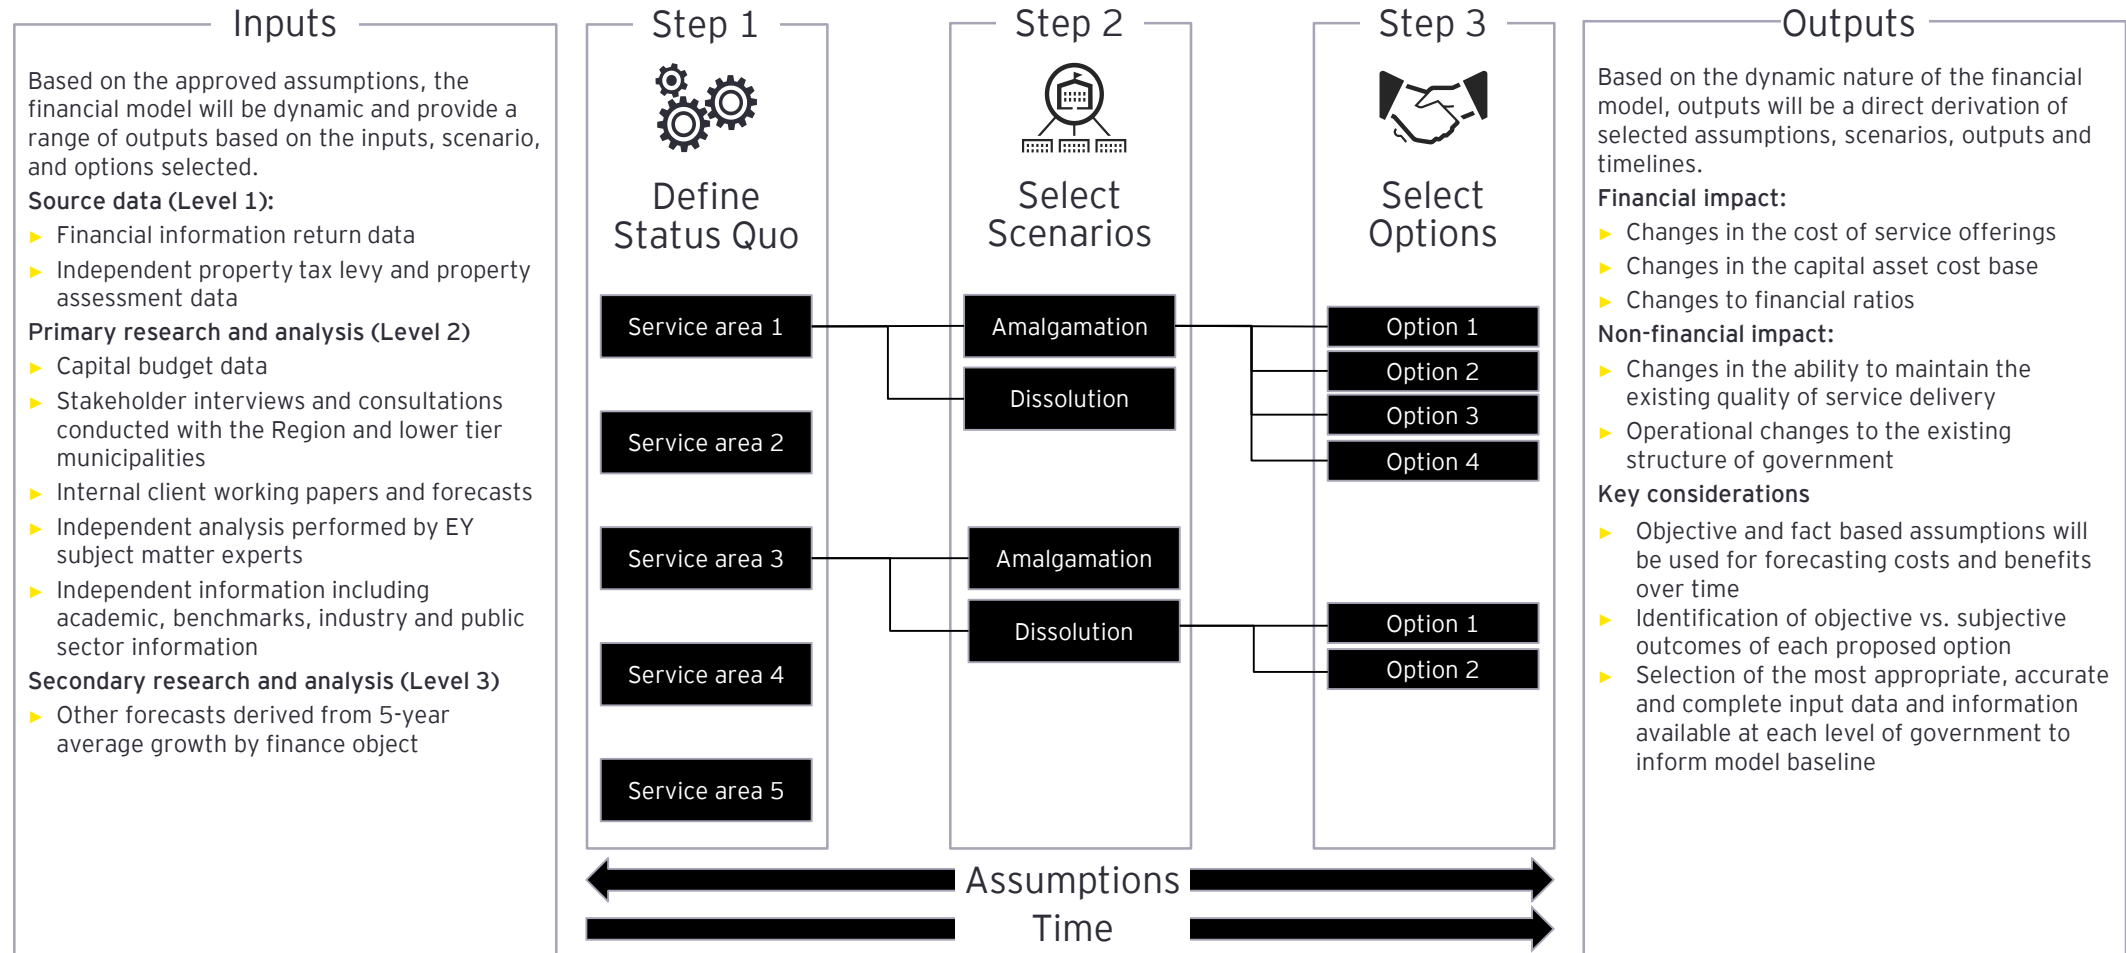 Inputs
Based on the approved assumptions, the
financial model will be dynamic and provide a
range of outputs based on the inputs, scenario,
and options selected.
Source data (Level 1):
► Financial information return data
► Independent property tax levy and property
assessment data
Primary research and analysis (Level 2)
► Capital budget data
► Stakeholder interviews and consultations
conducted with the Region and lower tier
municipalities
► Internal client working papers and forecasts
► Independent analysis performed by EY
subject matter experts
► Independent information including
academic, benchmarks, industry and public
sector information
Secondary research and analysis (Level 3)
► Other forecasts derived from 5-year
average growth by finance object
Step 1
Define
Status Quo
Service area 1
Service area 2
Service area 3
Service area 4
Service area 5
Step 2
Select
Scenarios
Amalgamation
Dissolution
Amalgamation
Dissolution
Step 3
Select
Options
Option 1
Option 2
Option 3
Option 4
Option 1
Option 2
Assumptions
Time
Outputs
Based on the dynamic nature of the financial
model, outputs will be a direct derivation of
selected assumptions, scenarios, outputs and
timelines.
Financial impact:
► Changes in the cost of service offerings
► Changes in the capital asset cost base
► Changes to financial ratios
Non-financial impact:
► Changes in the ability to maintain the
existing quality of service delivery
► Operational changes to the existing
structure of government
Key considerations
► Objective and fact based assumptions will
be used for forecasting costs and benefits
over time
► Identification of objective vs. subjective
outcomes of each proposed option
► Selection of the most appropriate, accurate
and complete input data and information
available at each level of government to
inform model baseline